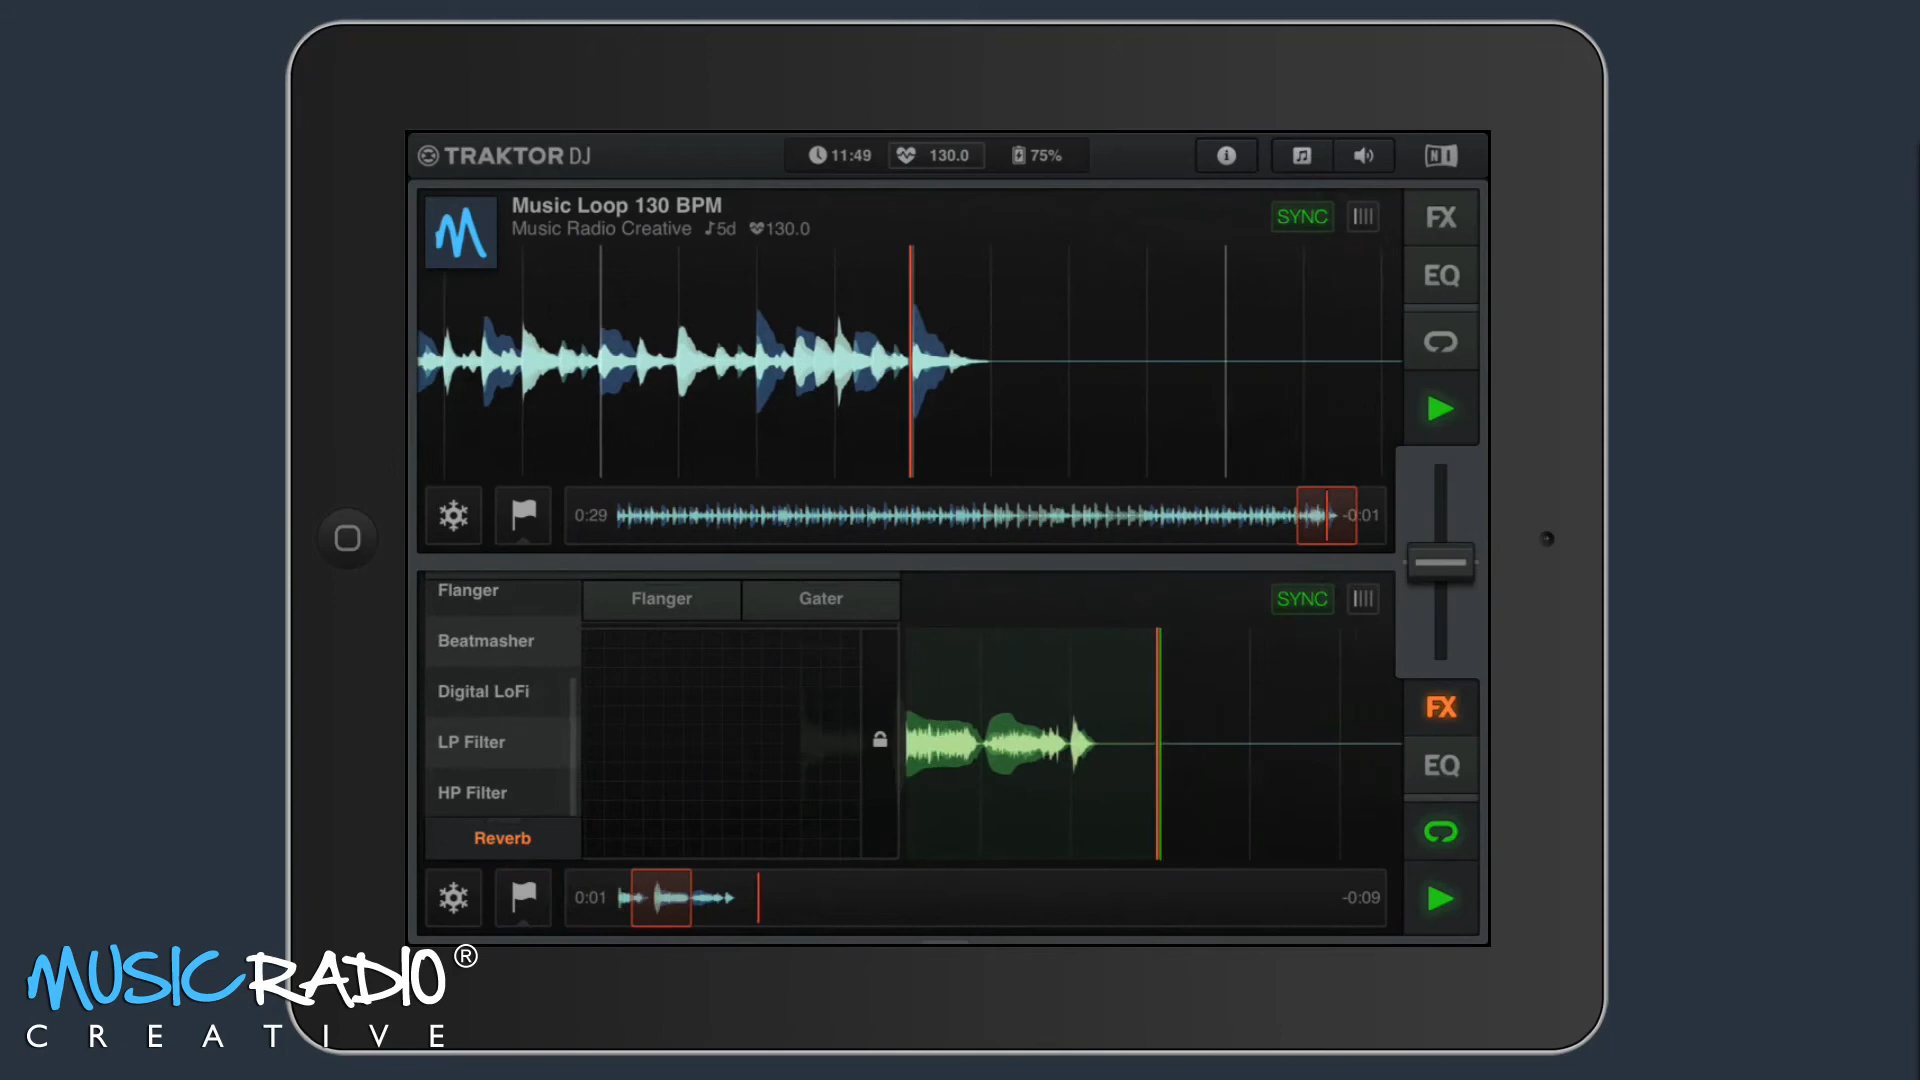 TRAKTOR DJ
11:49
130.0
75%
NI
Music Loop 130 BPM
Music Radio Creative 5d 130.0
SYNC
FX
EQ
0:29
-0:01
Flanger
Flanger
Gater
SYNC
Beatmasher
Digital LoFi
LP Filter
HP Filter
Reverb
FX
EQ
0:01
-0:09
MUSIC RADIO®
CREATIVE